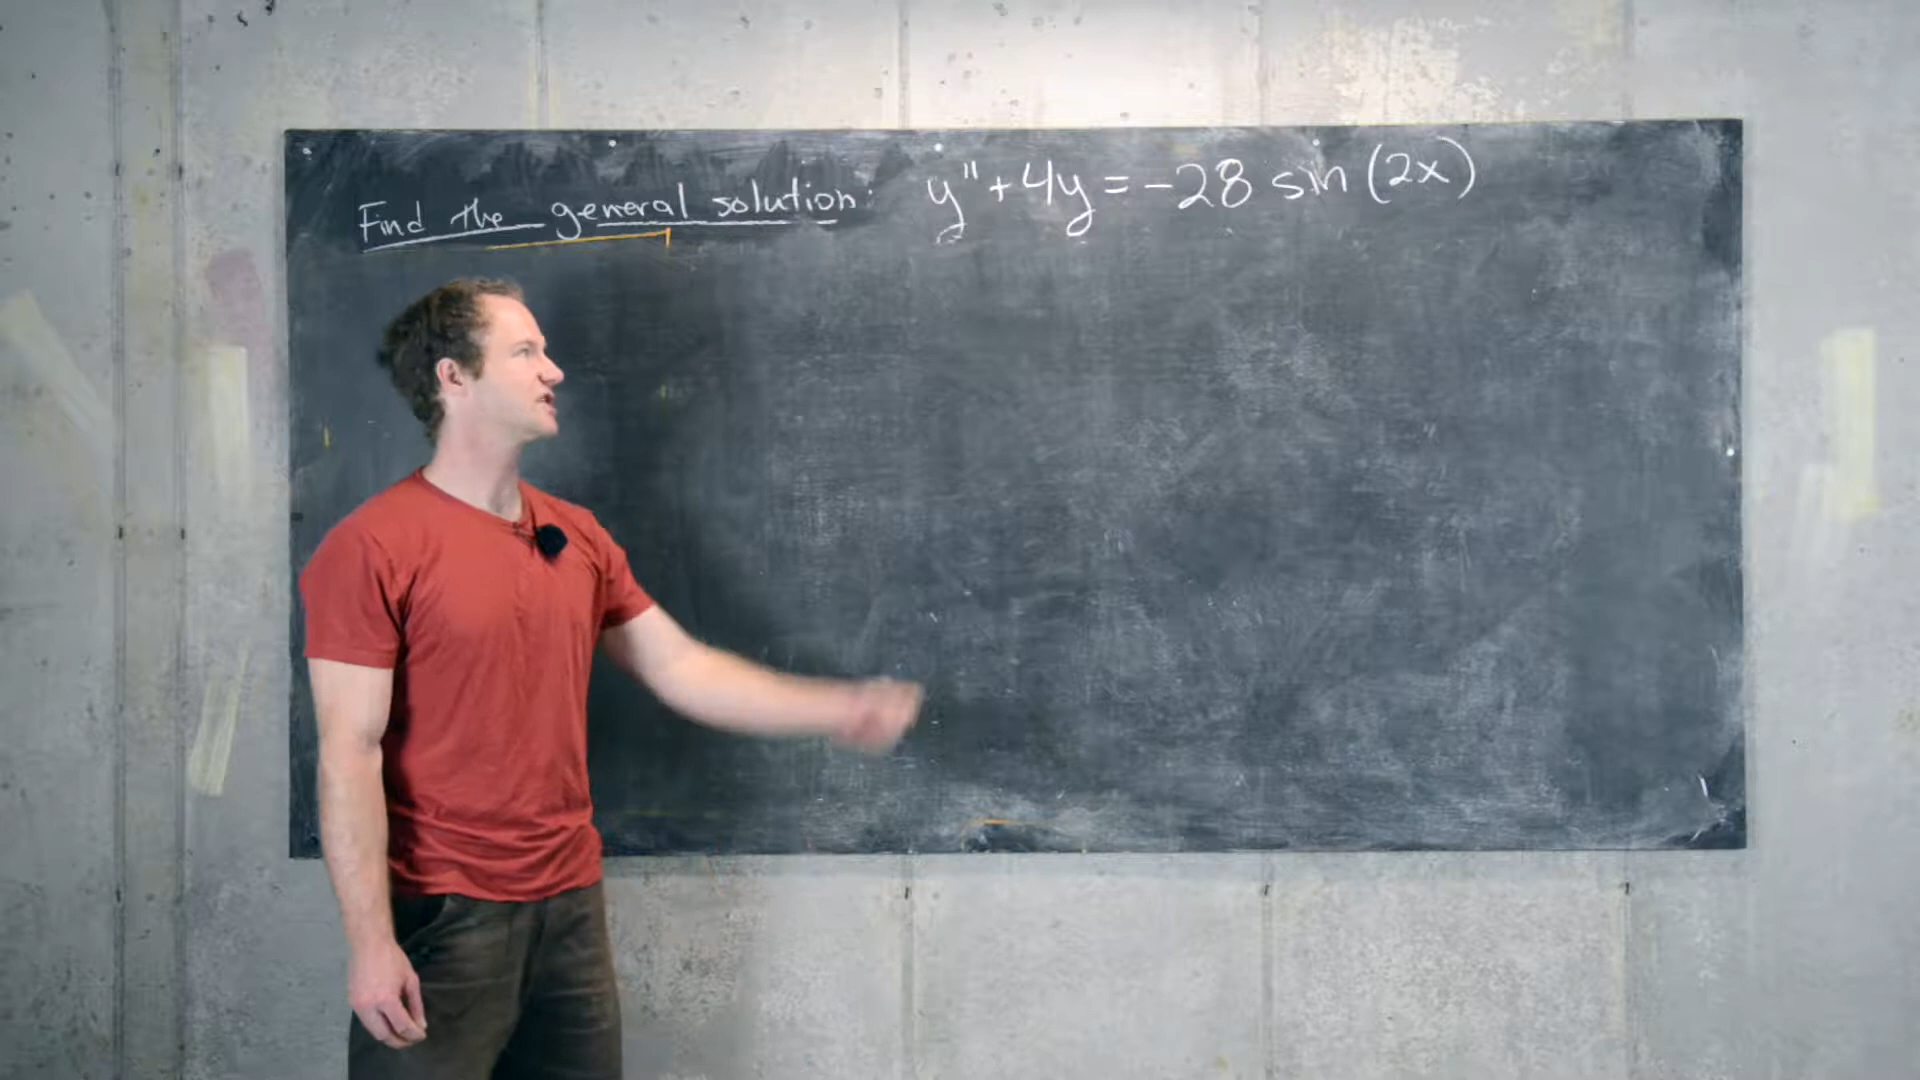 Find the general solution: y'' + 4y = -28 sin (2x)